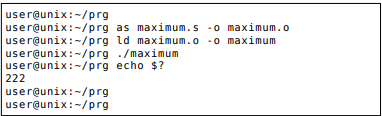 user@unix:~/prg
user@unix:~/prg as maximum.s -o maximum.o
user@unix:~/prg ld maximum.o -o maximum
user@unix:~/prg ./maximum
user@unix:~/prg echo $?
222
user@unix:~/prg
user@unix:~/prg